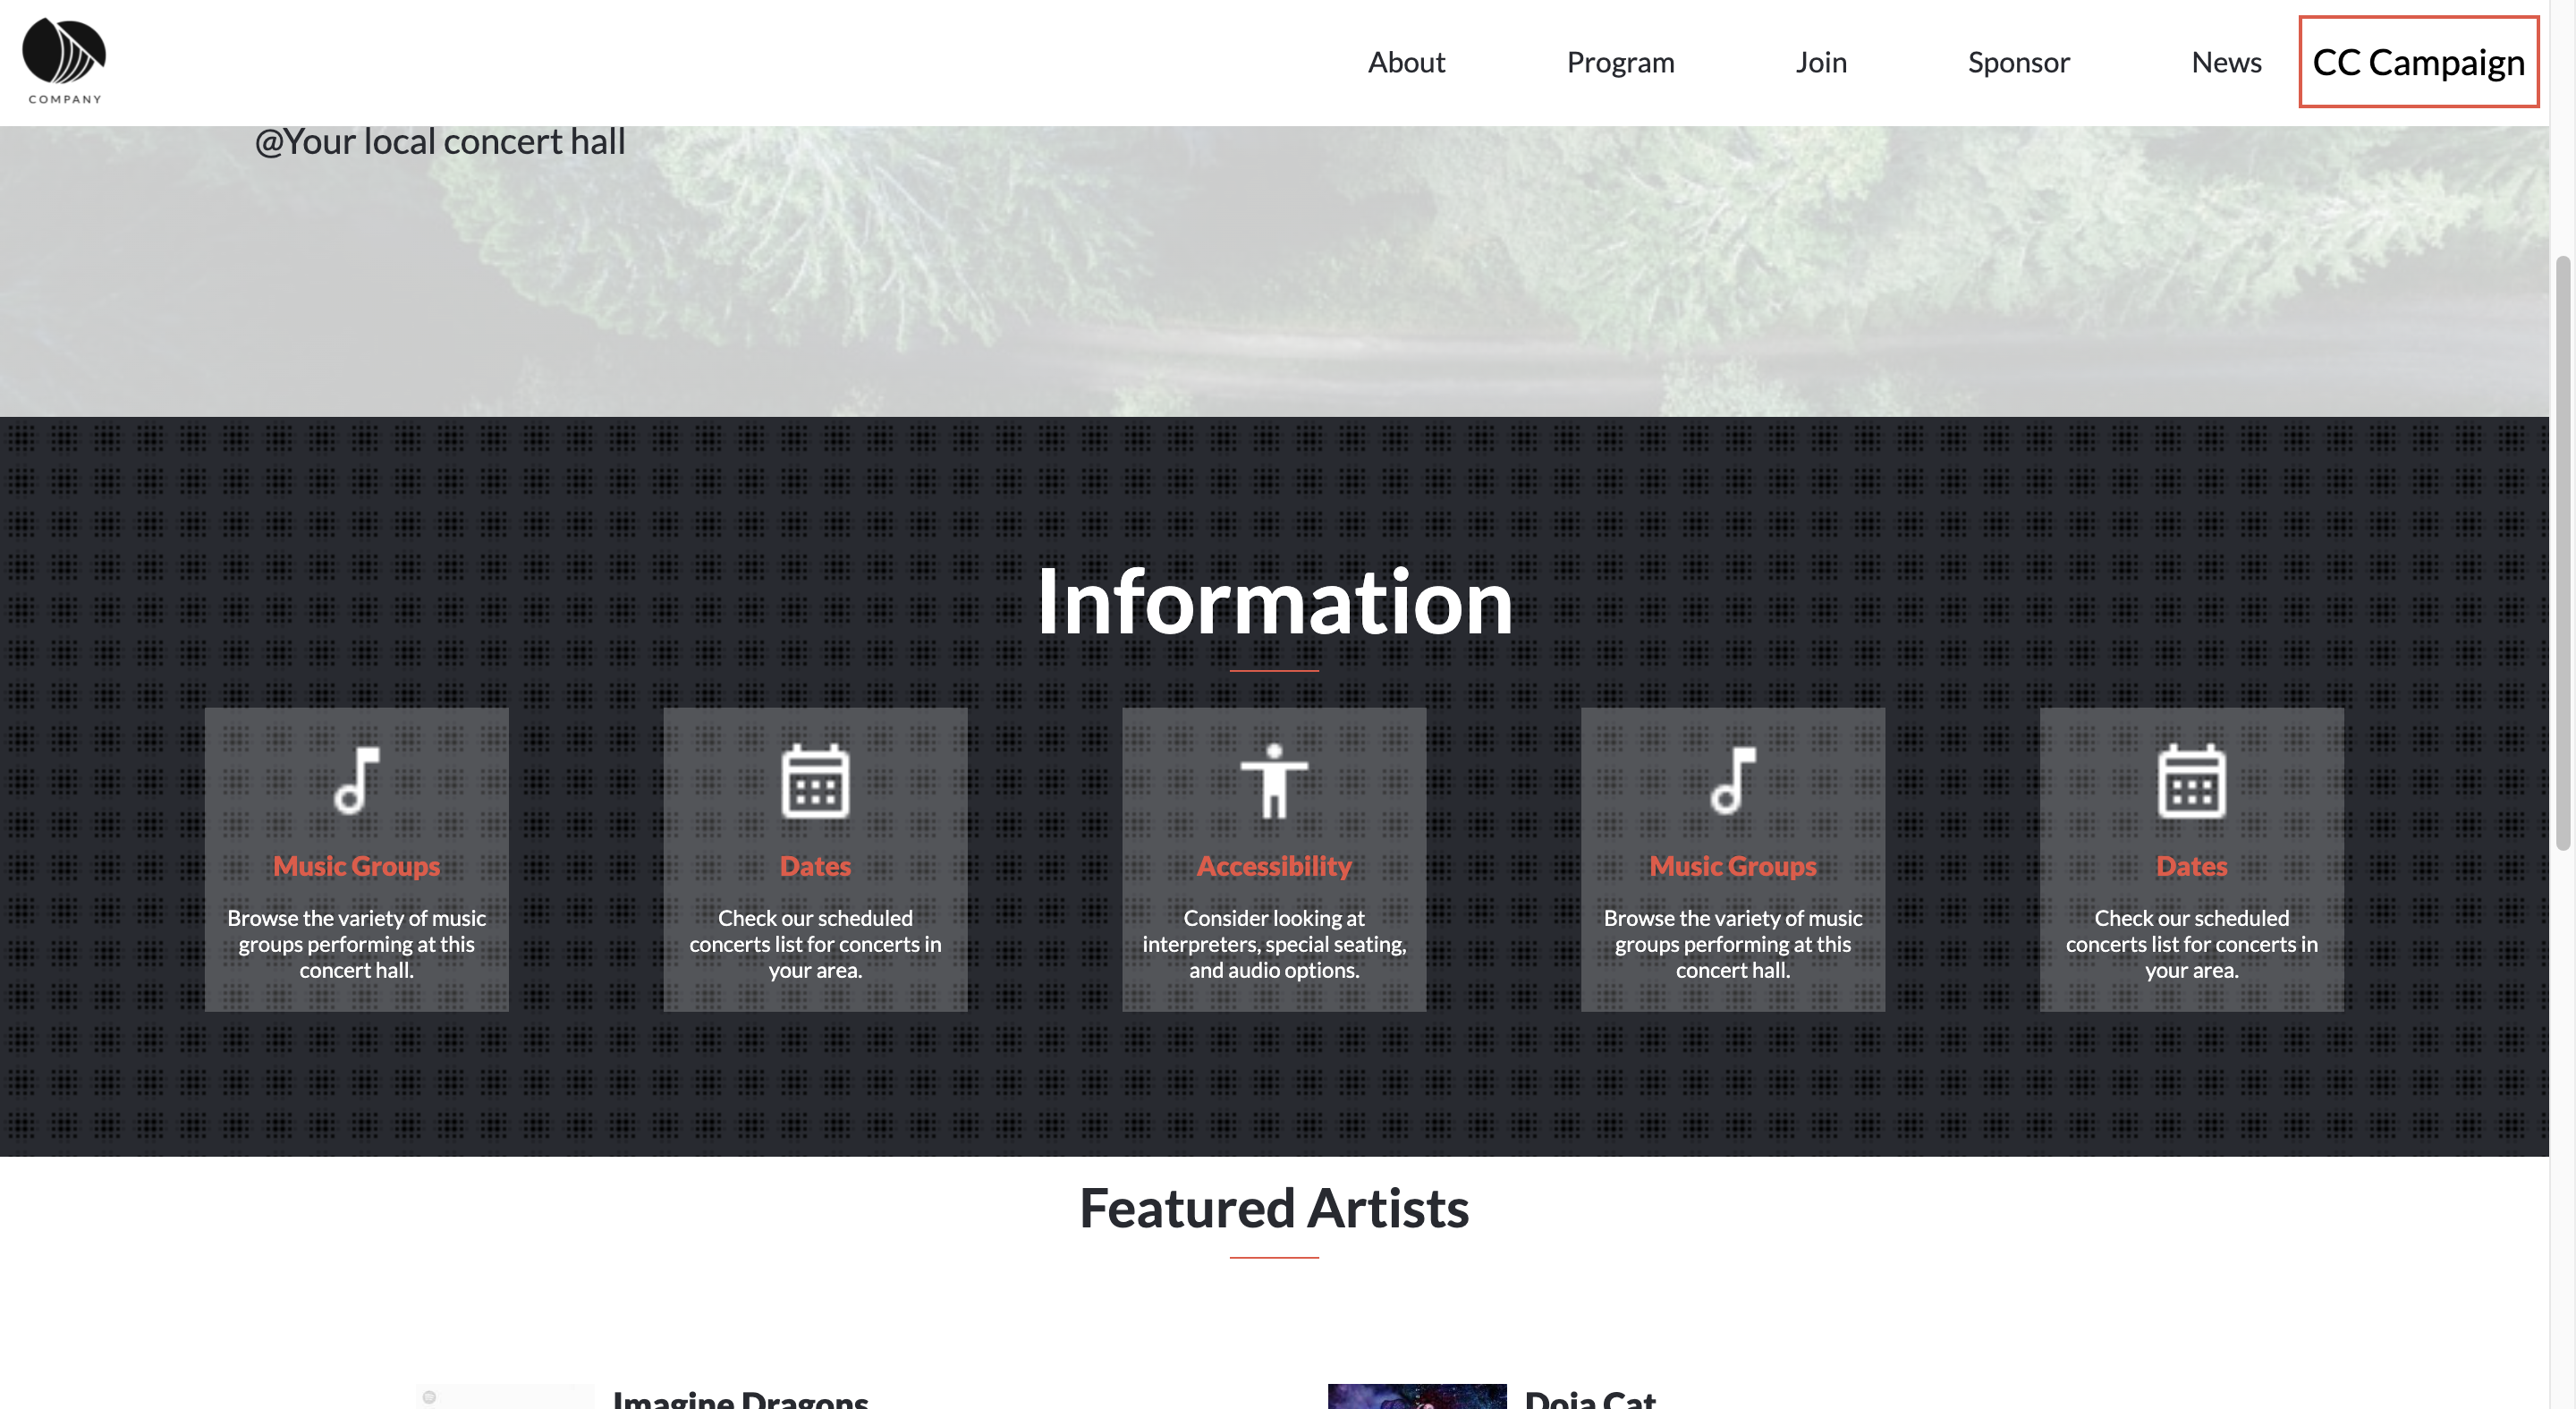 COMPANY
About
Program
Join
Sponsor
News
CC Campaign
@Your local concert hall
Information
Music Groups
Browse the variety of music
groups performing at this
concert hall.
Dates
Check our scheduled
concerts list for concerts in
your area.
Accessibility
Consider looking at
interpreters, special seating,
and audio options.
Music Groups
Browse the variety of music
groups performing at this
concert hall.
Dates
Check our scheduled
concerts list for concerts in
your area.
Featured Artists
Imagine Dragons
Doja Cat